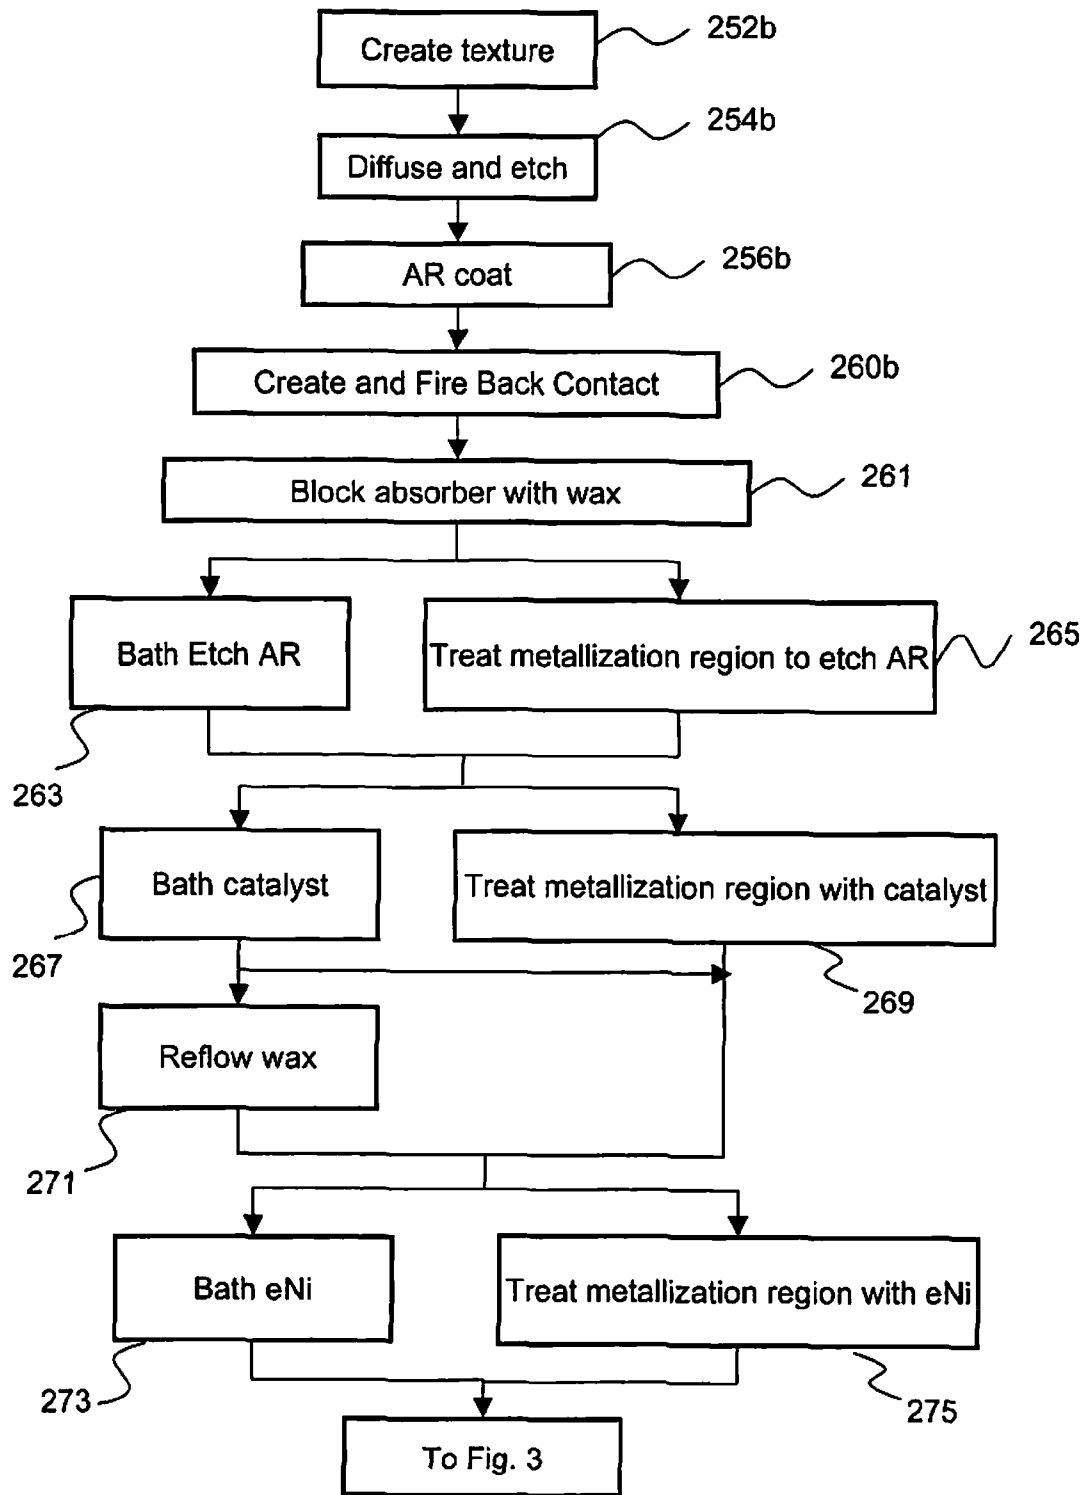 Create texture
252b
Diffuse and etch
254b
AR coat
256b
Create and Fire Back Contact
260b
Block absorber with wax
261
Bath Etch AR
Treat metallization region to etch AR
265
263
Bath catalyst
Treat metallization region with catalyst
267
269
Reflow wax
271
Bath eNi
Treat metallization region with eNi
273
275
To Fig. 3